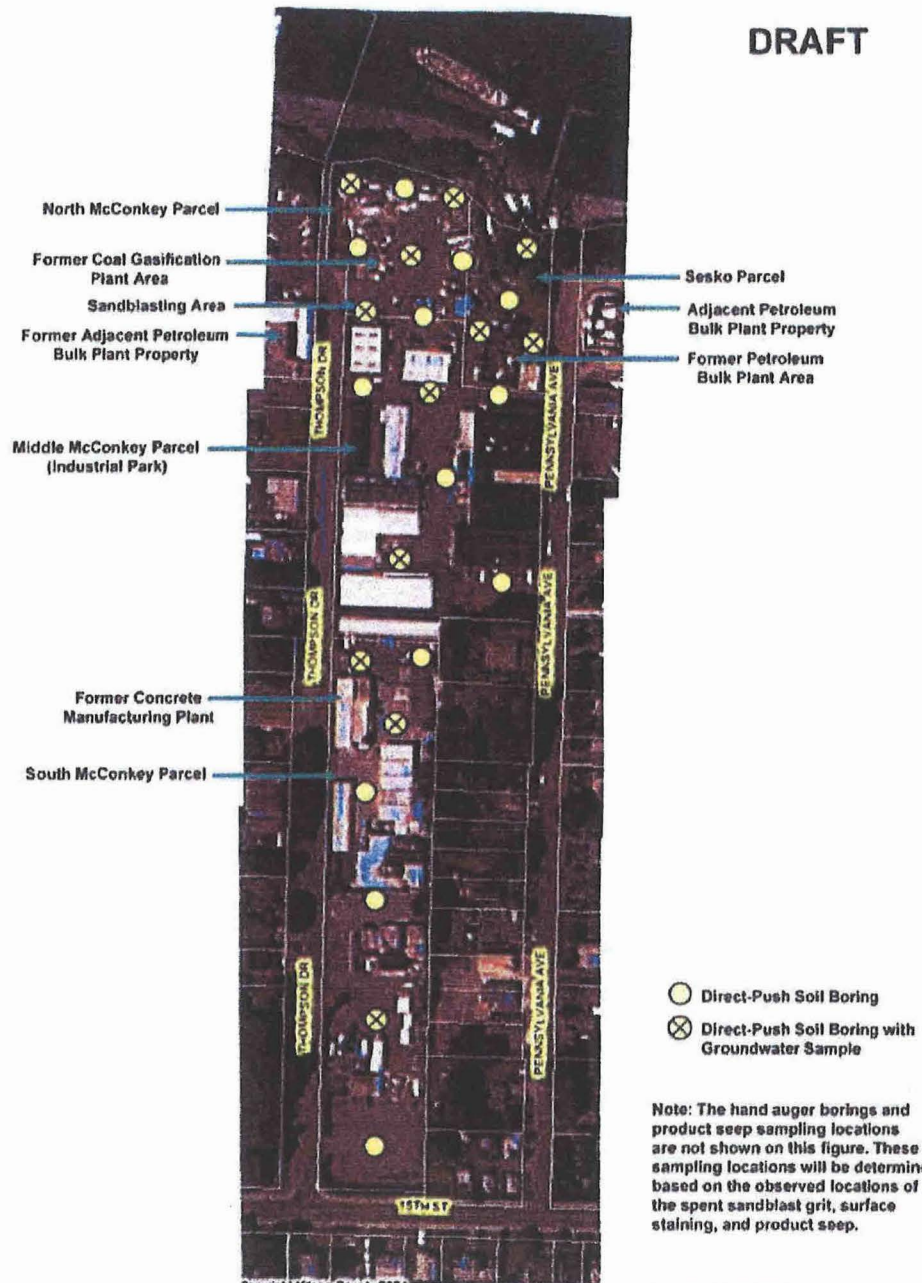 DRAFT
North McConkey Parcel
Former Coal Gasification
Plant Area
Sandblasting Area
Former Adjacent Petroleum
Bulk Plant Property
Sesko Parcel
Adjacent Petroleum
Bulk Plant Property
Former Petroleum
Bulk Plant Area
THOMPSON DR
PENNSYLVANIA AVE
Middle McConkey Parcel
(Industrial Park)
THOMPSON DR
PENNSYLVANIA AVE
Former Concrete
Manufacturing Plant
South McConkey Parcel
THOMPSON DR
PENNSYLVANIA AVE
15TH ST
Direct-Push Soil Boring
Direct-Push Soil Boring with
Groundwater Sample
Note: The hand auger borings and
product seep sampling locations
are not shown on this figure. These
sampling locations will be determin
based on the observed locations of
the spent sandblast grit, surface
staining, and product seep.